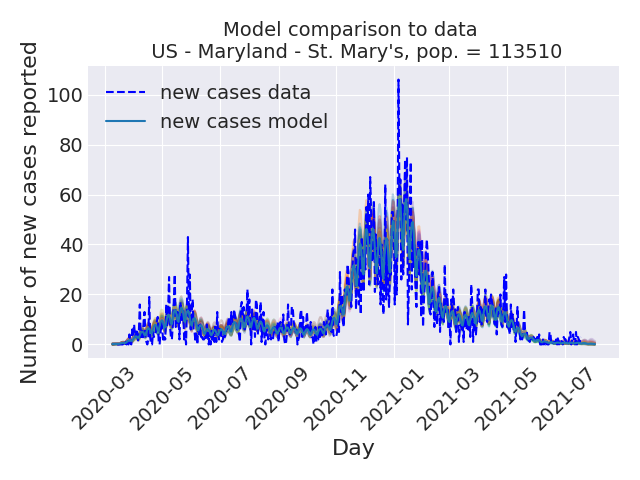 Model comparison to data
US - Maryland - St. Mary's, pop. = 113510
Number of new cases reported
100
80
60
40
20
0
new cases data
new cases model
2020-03
2020-05
2020-07
2020-09
2020-11
2021-01
2021-03
2021-05
2021-07
Day